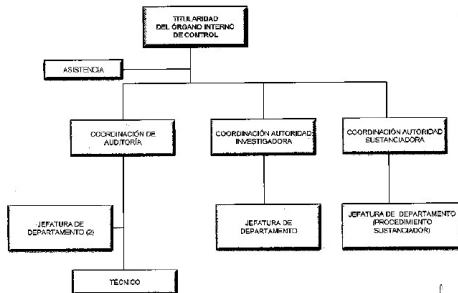 TITULARIDAD
DEL ÓRGANO INTERNO
DE CONTROL
ASISTENCIA
COORDINACIÓN DE
AUDITORÍA
COORDINACIÓN AUTORIDAD
INVESTIGADORA
COORDINACIÓN AUTORIDAD
SUSTANCIADORA
JEFATURA DE
DEPARTAMENTO (2)
JEFATURA DE
DEPARTAMENTO
JEFATURA DE DEPARTAMENTO
(PROCEDIMIENTO
SUSTANCIADOR)
TÉCNICO